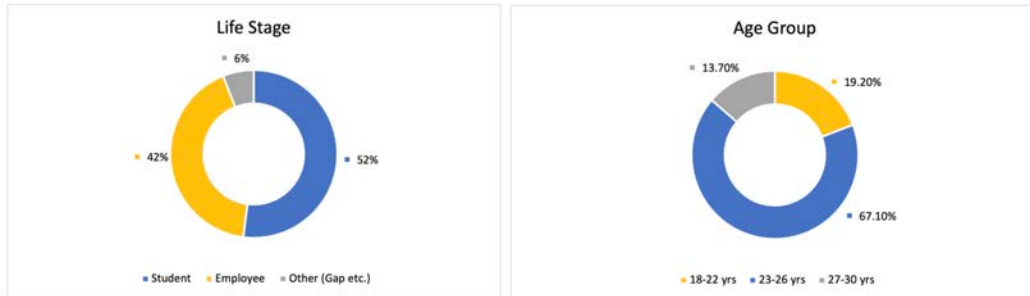 Life Stage
6%
42%
52%
Student Employee Other (Gap etc.)
Age Group
13.70%
19.20%
67.10%
18-22 yrs 23-26 yrs 27-30 yrs